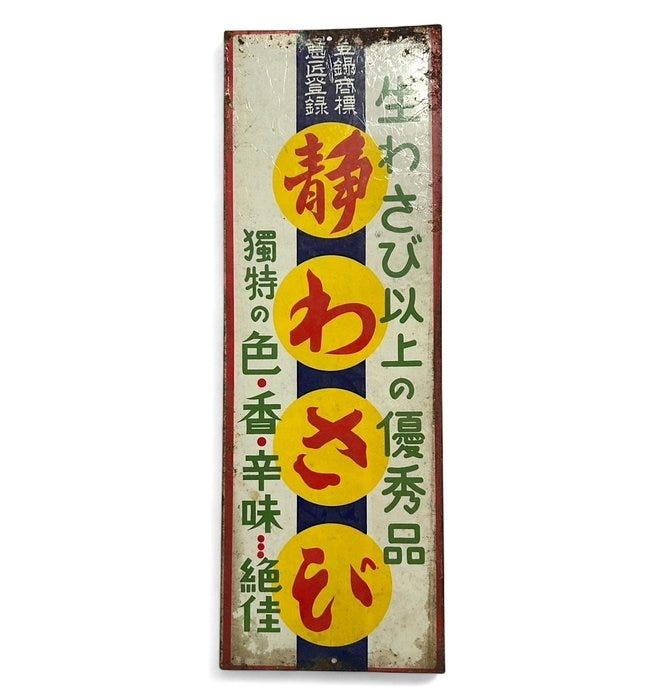 生わさび以上の優秀品
登録商標
意匠登録
静わさび
獨特の色・香・辛味…絶佳